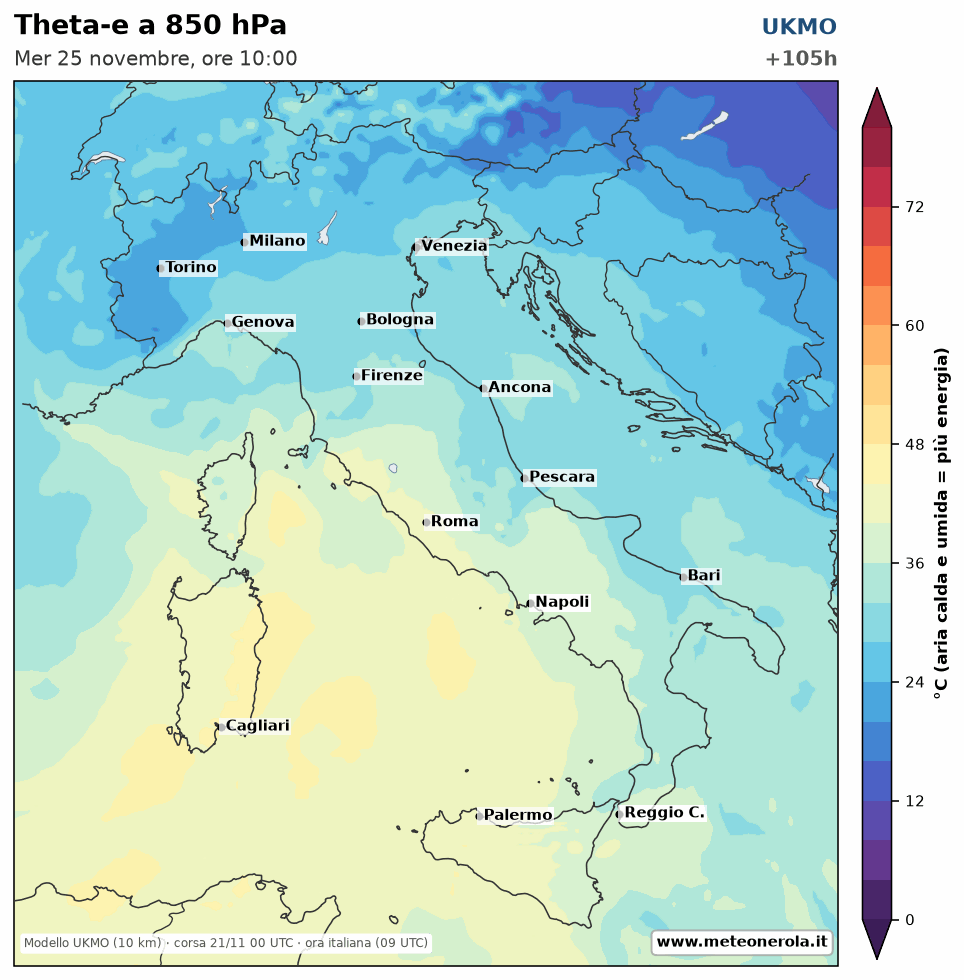 Theta-e a 850 hPa
UKMO
Mer 25 novembre, ore 10:00
+105h
Milano
Venezia
Torino
Genova
Bologna
Firenze
Ancona
Pescara
Roma
Bari
Napoli
Cagliari
Palermo
Reggio C.
72
60
48
36
24
12
0
°C (aria calda e umida = più energia)
Modello UKMO (10 km) · corsa 21/11 00 UTC · ora italiana (09 UTC)
www.meteonerola.it